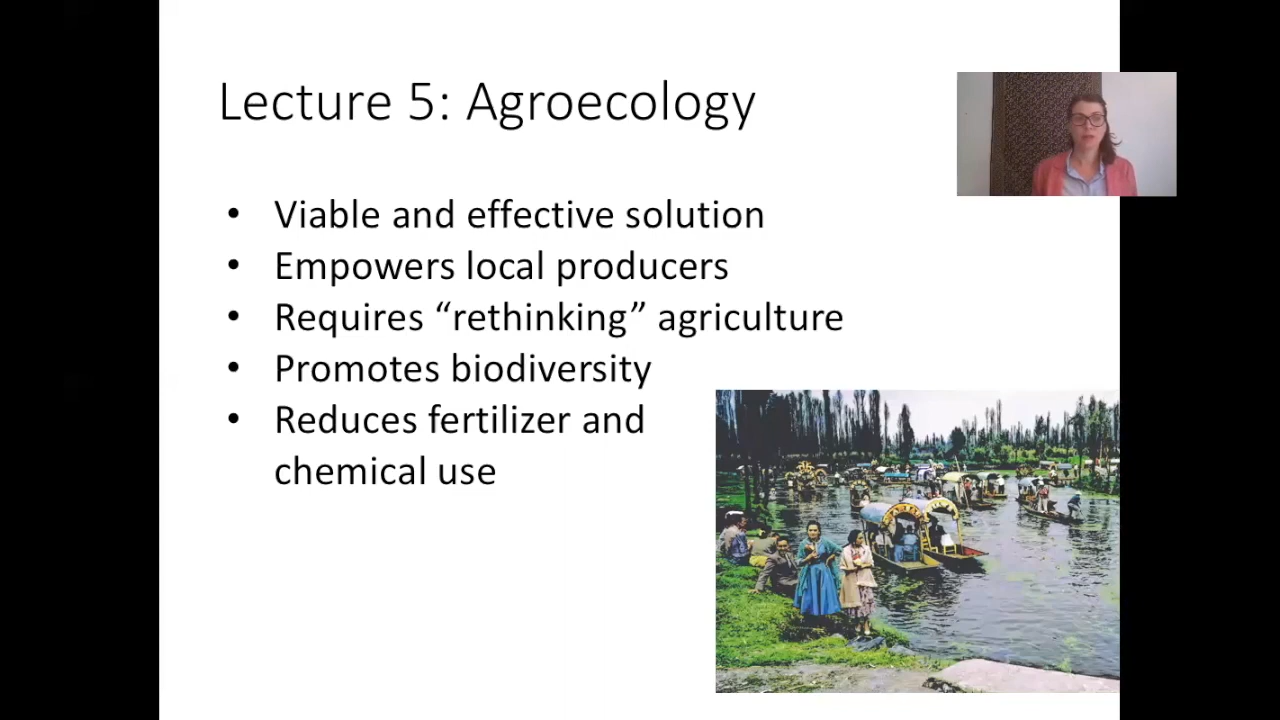 Lecture 5: Agroecology
• Viable and effective solution
• Empowers local producers
• Requires “rethinking” agriculture
• Promotes biodiversity
• Reduces fertilizer and
chemical use